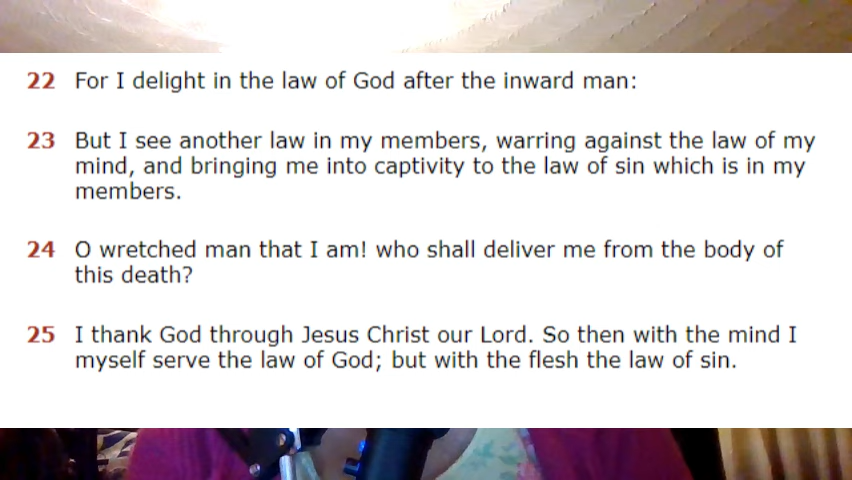 22 For I delight in the law of God after the inward man:
23 But I see another law in my members, warring against the law of my
mind, and bringing me into captivity to the law of sin which is in my
members.
24 O wretched man that I am! who shall deliver me from the body of
this death?
25 I thank God through Jesus Christ our Lord. So then with the mind I
myself serve the law of God; but with the flesh the law of sin.